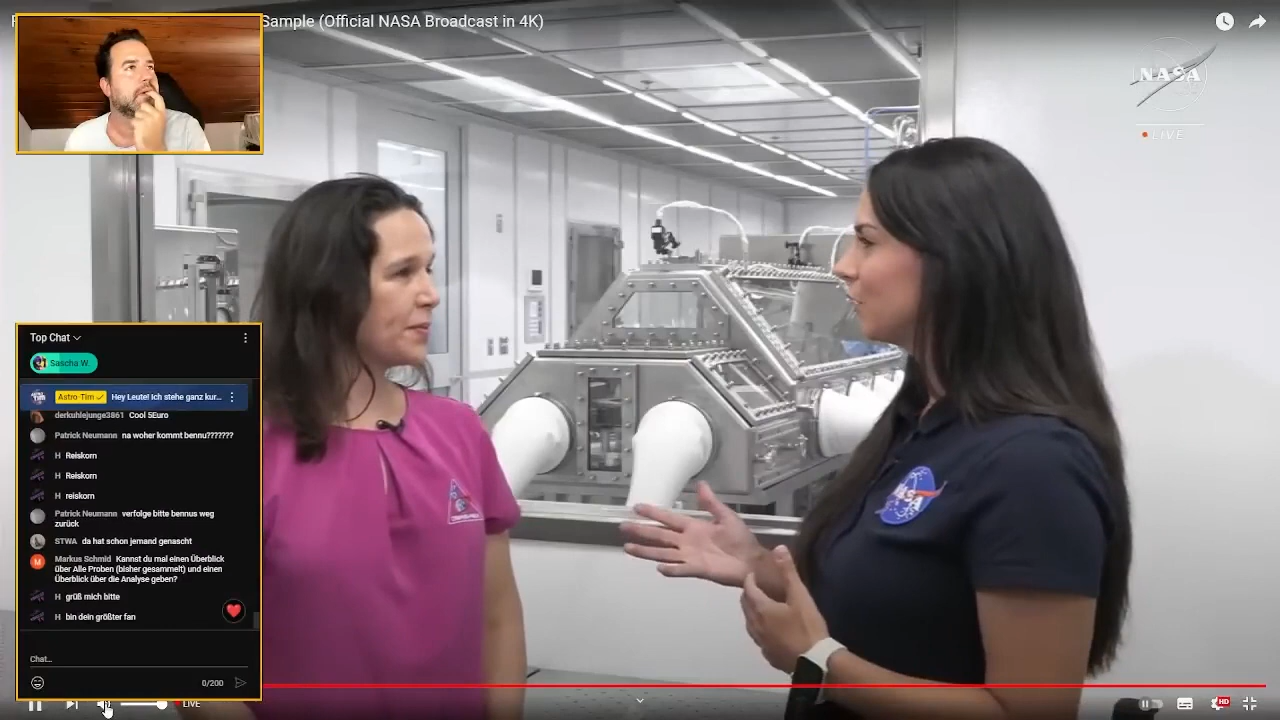 Sample (Official NASA Broadcast in 4K)
NASA
LIVE
Top Chat
Sascha W.
Astro-Tim Hey Leute! Ich stehe ganz kur...
derkuhlejunge3861 Cool 5Euro
Patrick Neumann na woher kommt bennu???????
H Reiskorn
H Reiskorn
H reiskorn
Patrick Neumann verfolge bitte bennus weg
zurück
STWA da hat schon jemand genascht
M Markus Schmid Kannst du mal einen Überblick
über Alle Proben (bisher gesammelt) und einen
Überblick über die Analyse geben?
H grüß mich bitte
H bin dein größter fan
Chat...
0/200
NASA
LIVE
HD